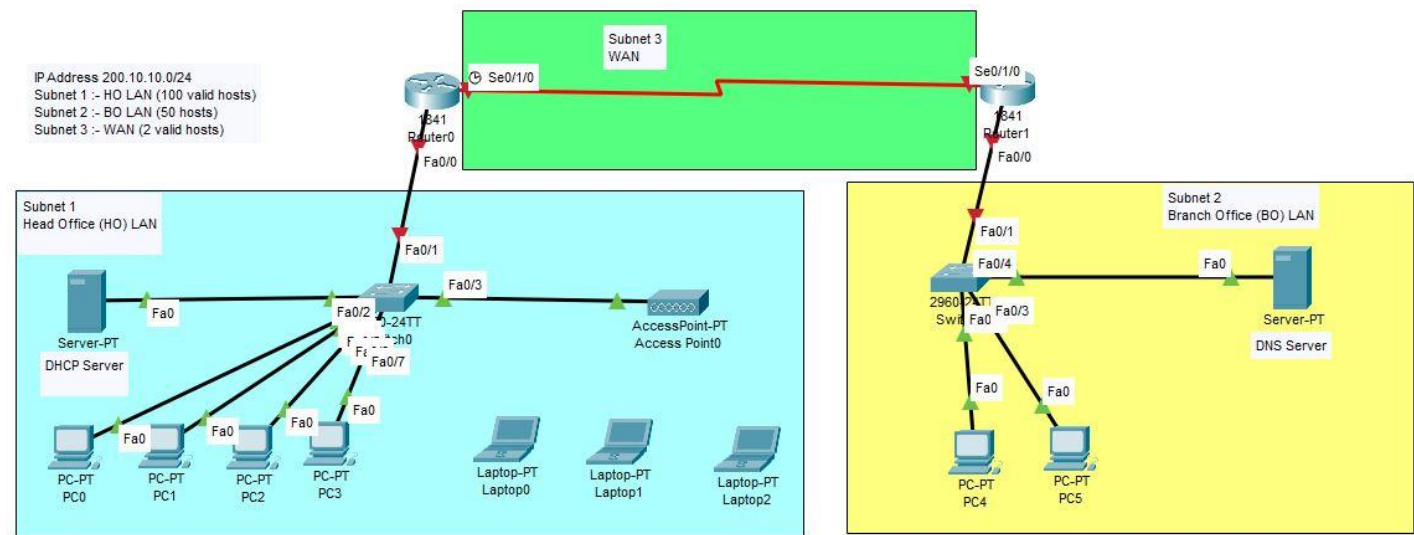 IP Address 200.10.10.0/24
Subnet 1 :- HO LAN (100 valid hosts)
Subnet 2 :- BO LAN (50 hosts)
Subnet 3 :- WAN (2 valid hosts)
Subnet 3
WAN
Se0/1/0
Se0/1/0
1841
Router0
Fa0/0
1841
Router1
Fa0/0
Subnet 1
Head Office (HO) LAN
Fa0/1
Fa0/3
Fa0/2
Fa0
-24TT
Fa0/7
Server-PT
DHCP Server
AccessPoint-PT
Access Point0
Fa0
Fa0
Fa0
Fa0
PC-PT
PC0
PC-PT
PC1
PC-PT
PC2
PC-PT
PC3
Laptop-PT
Laptop0
Laptop-PT
Laptop1
Laptop-PT
Laptop2
Subnet 2
Branch Office (BO) LAN
Fa0/1
Fa0/4
Fa0
Fa0/3
Server-PT
DNS Server
Fa0
Fa0
PC-PT
PC4
PC-PT
PC5